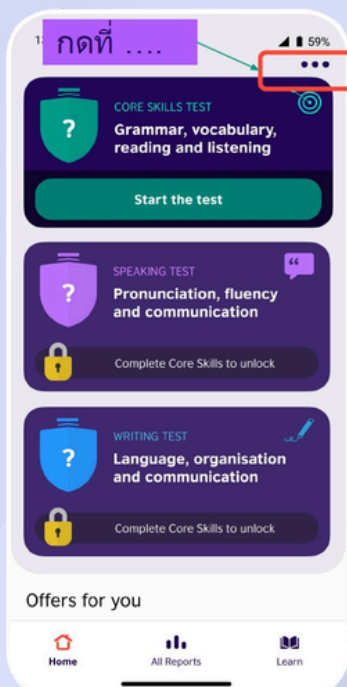 กดที่ ....
59%
CORE SKILLS TEST
Grammar, vocabulary,
reading and listening
Start the test
SPEAKING TEST
Pronunciation, fluency
and communication
Complete Core Skills to unlock
WRITING TEST
Language, organisation
and communication
Complete Core Skills to unlock
Offers for you
Home
All Reports
Learn